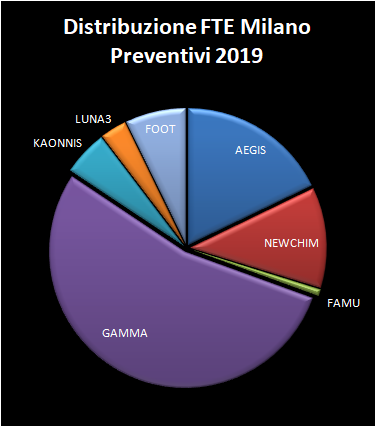 Distribuzione FTE Milano
Preventivi 2019
LUNA3
FOOT
KAONNIS
AEGIS
NEWCHIM
FAMU
GAMMA